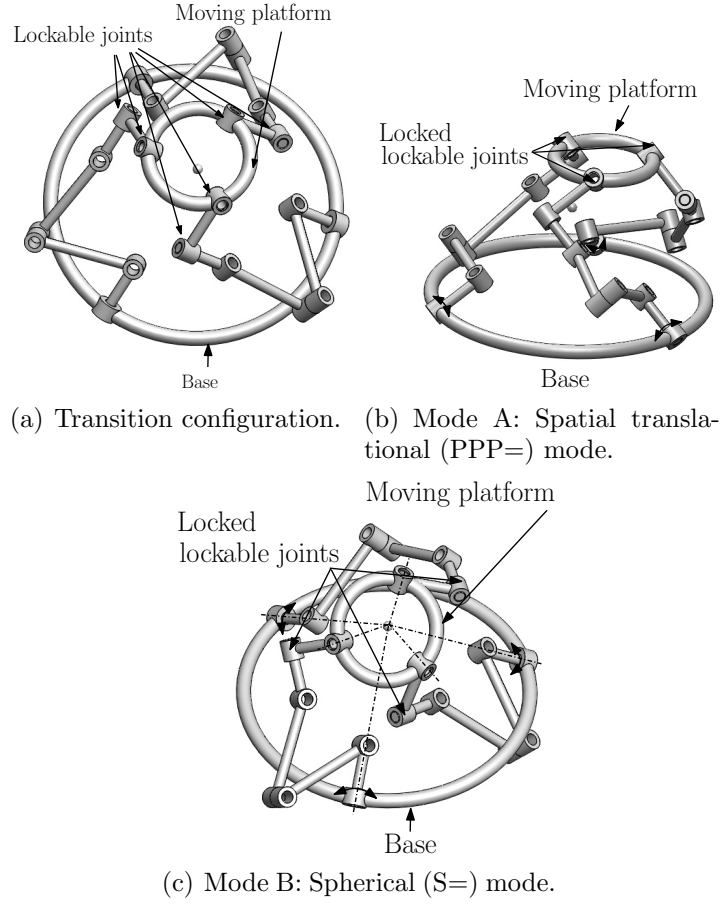 Moving platform
Lockable joints
Base
Moving platform
Locked
lockable joints
Base
(a) Transition configuration.
(b) Mode A: Spatial transla-
tional (PPP=) mode.
Moving platform
Locked
lockable joints
Base
(c) Mode B: Spherical (S=) mode.